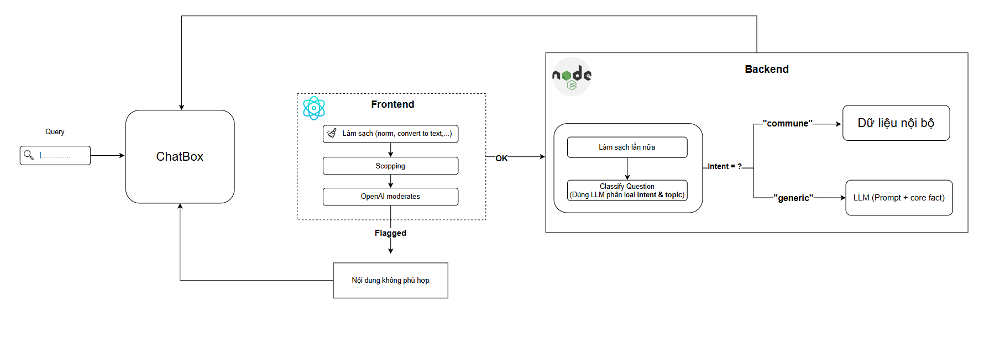 Query
|...............
ChatBox
Frontend
Làm sạch (norm, convert to text,...)
Scopping
OpenAI moderates
Flagged
Nội dung không phù hợp
OK
node
JS
Backend
Làm sạch lần nữa
Classify Question
(Dùng LLM phân loại intent & topic)
Intent = ?
"commune"
Dữ liệu nội bộ
"generic"
LLM (Prompt + core fact)